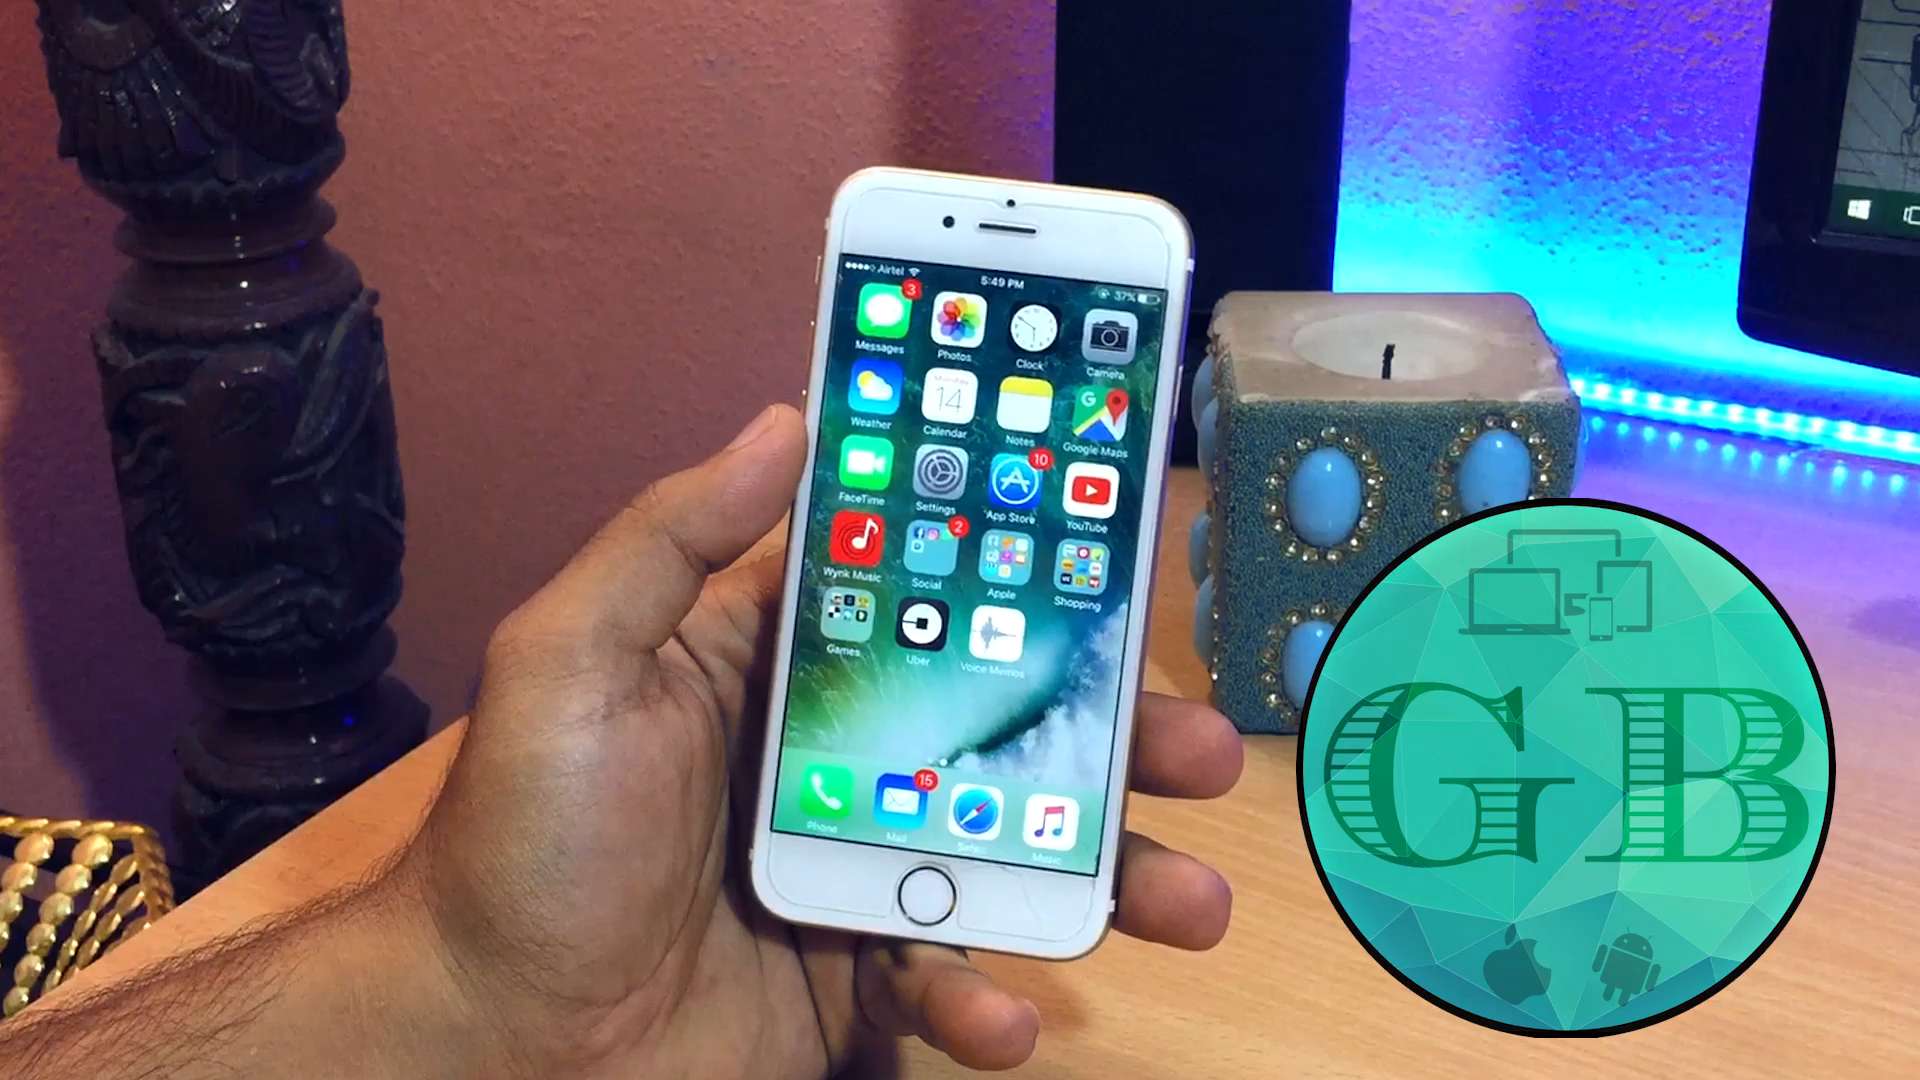 Airtel 5:49 PM 37%
3
Messages Photos Clock Camera
Monday
14
G
Weather Calendar Notes Google Maps
10
FaceTime Settings App Store YouTube
2
Wynk Music Social Apple Shopping
Games Uber Voice Memos
15
Phone Mail Safari Music
GB